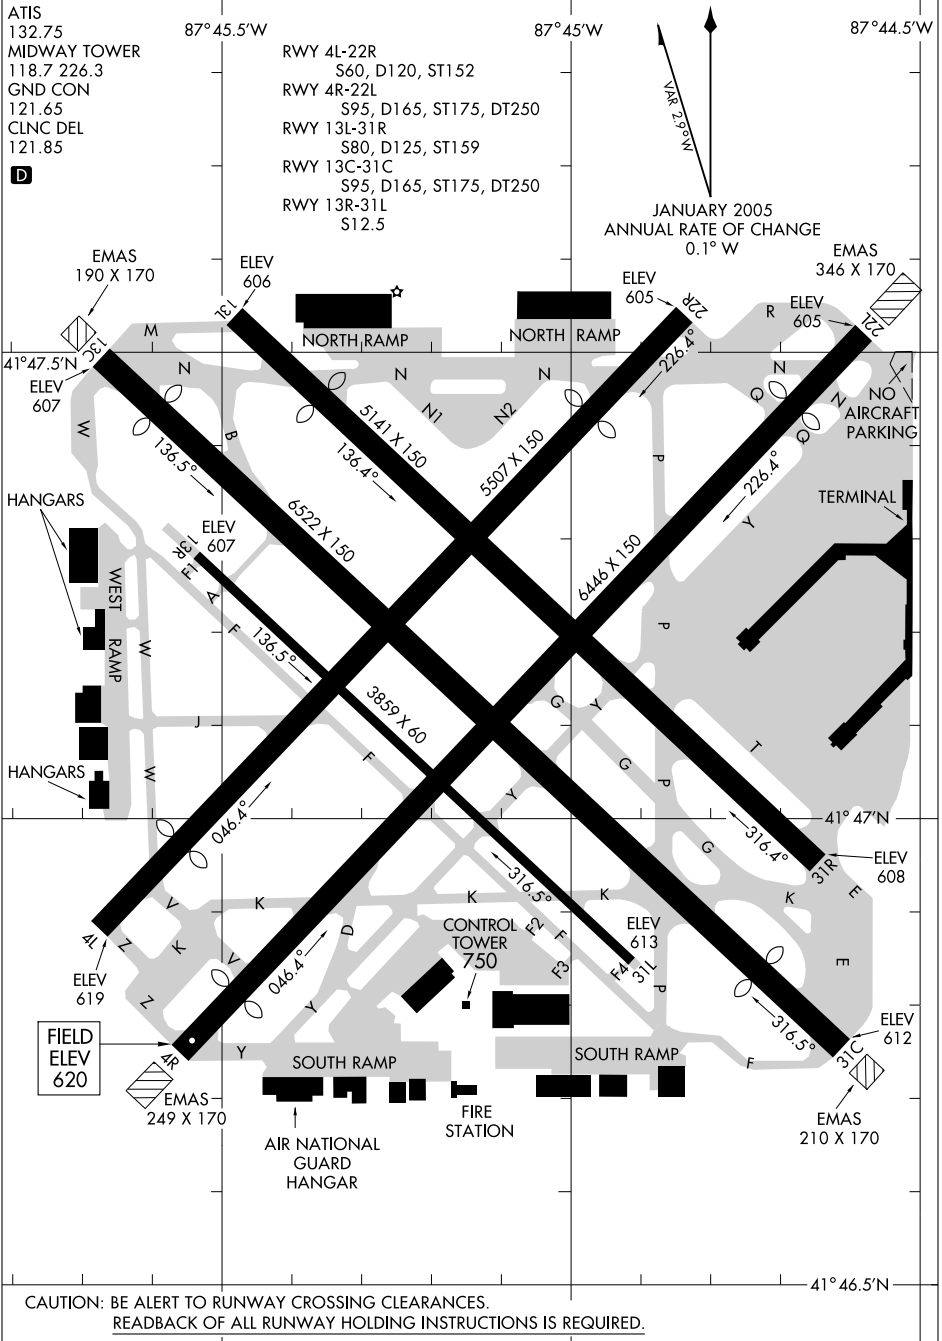 ATIS
132.75
MIDWAY TOWER
118.7 226.3
GND CON
121.65
CLNC DEL
121.85
D
87°45.5'W
87°45'W
87°44.5'W
RWY 4L-22R
S60, D120, ST152
RWY 4R-22L
S95, D165, ST175, DT250
RWY 13L-31R
S80, D125, ST159
RWY 13C-31C
S95, D165, ST175, DT250
RWY 13R-31L
S12.5
VAR 2.9°W
JANUARY 2005
ANNUAL RATE OF CHANGE
0.1° W
EMAS
190 X 170
ELEV
606
ELEV
605
EMAS
346 X 170
ELEV
605
13L
22R
22L
13C
M
R
NORTH RAMP
NORTH RAMP
41°47.5'N
ELEV
607
N
N
N
N
N
N1
N2
226.4°
Q
Q
NO
AIRCRAFT
PARKING
W
B
136.5°
5141 X 150
136.4°
5507 X 150
P
226.4°
Y
HANGARS
TERMINAL
6522 X 150
ELEV
607
13R
F1
A
F
6446 X 150
WEST
RAMP
W
136.5°
P
J
3859 X 60
G
Y
T
F
G
P
HANGARS
W
Y
046.4°
41°47'N
316.4°
G
31R
ELEV
608
316.5°
V
K
K
K
K
E
4L
Z
K
V
D
F2
F
CONTROL
TOWER
750
ELEV
613
F3
F4
31L
E
ELEV
619
Z
046.4°
Y
P
316.5°
ELEV
612
31C
FIELD
ELEV
620
4R
Y
SOUTH RAMP
SOUTH RAMP
F
EMAS
249 X 170
AIR NATIONAL
GUARD
HANGAR
FIRE
STATION
EMAS
210 X 170
41°46.5'N
CAUTION: BE ALERT TO RUNWAY CROSSING CLEARANCES.
READBACK OF ALL RUNWAY HOLDING INSTRUCTIONS IS REQUIRED.